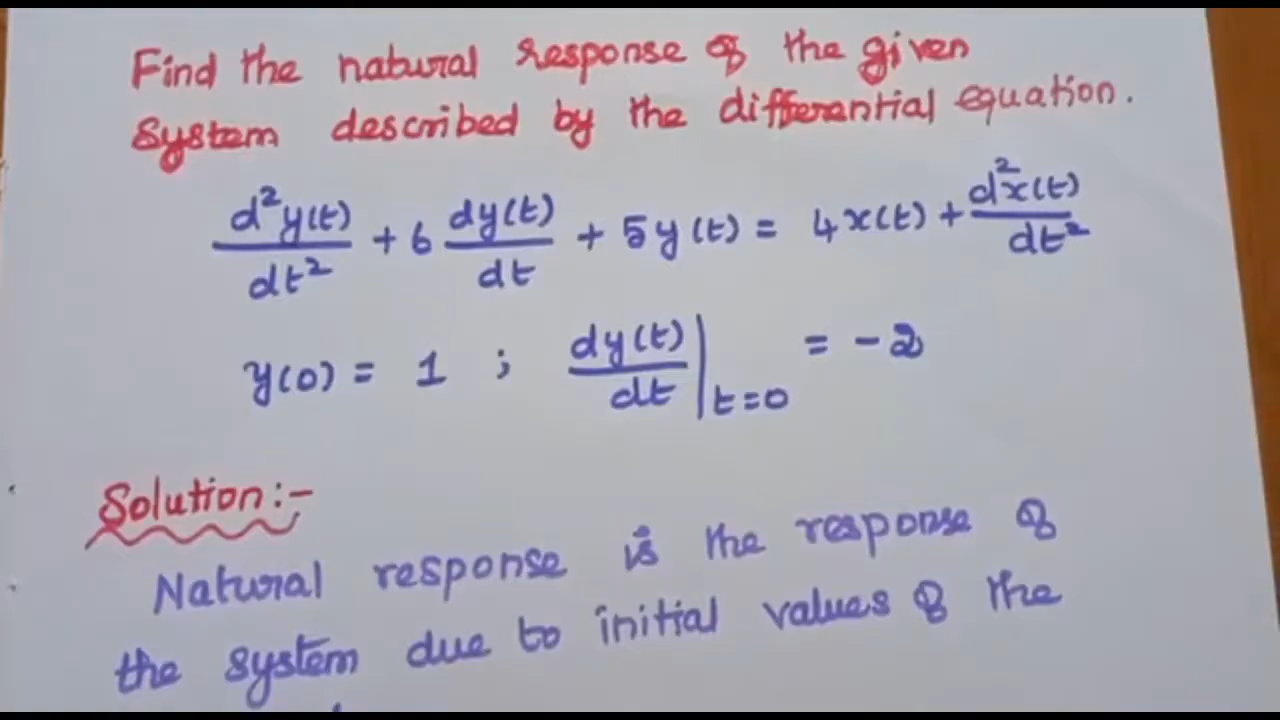 Find the natural response of the given
system described by the differential equation.
d²y(t)/dt² + 6 dy(t)/dt + 5y(t) = 4x(t) + d²x(t)/dt²
y(0) = 1 ; dy(t)/dt |t=0 = -2
Solution:-
Natural response is the response of
the system due to initial values of the